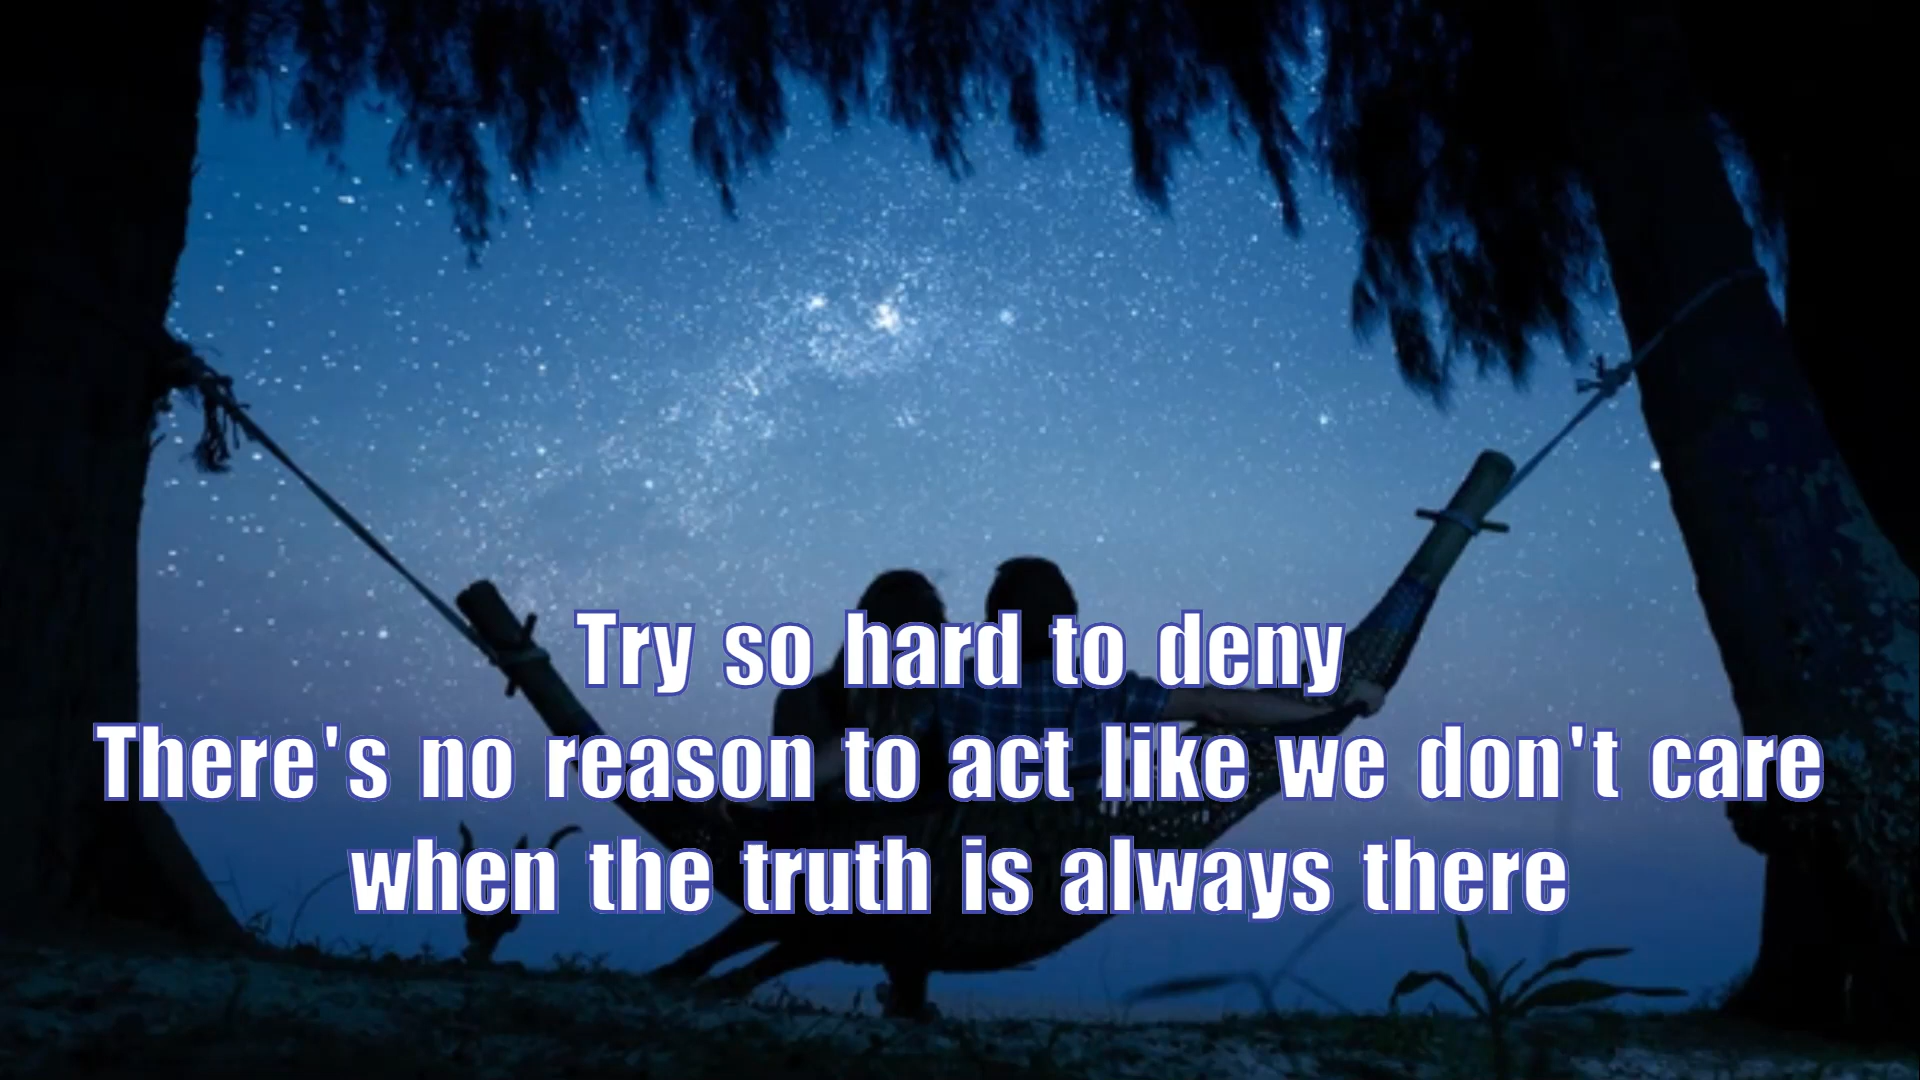 Try so hard to deny
There's no reason to act like we don't care
when the truth is always there